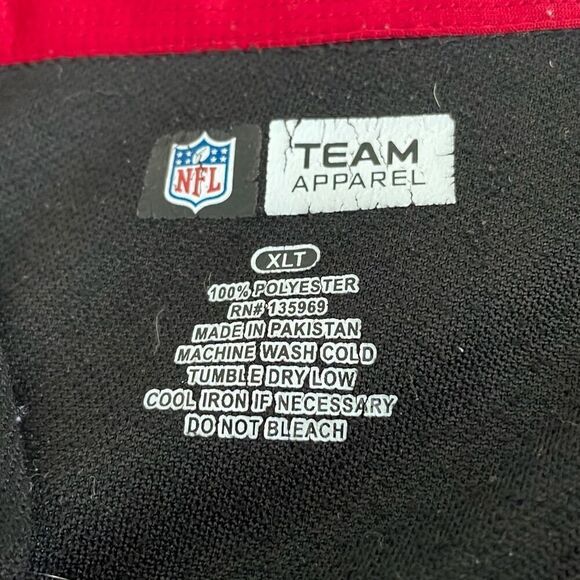 NFL
TEAM
APPAREL
XLT
100% POLYESTER
RN# 135969
MADE IN PAKISTAN
MACHINE WASH COLD
TUMBLE DRY LOW
COOL IRON IF NECESSARY
DO NOT BLEACH